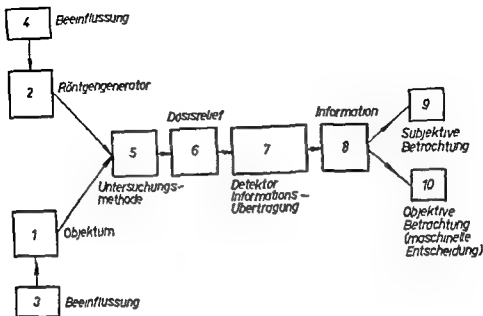 4 Beeinflussung
2 Röntgengenerator
Dosisrelief
Information
9
Subjektive
Betrachtung
5
6
7
8
Untersuchungs-
methode
Detektor
Informations-
Übertragung
10
Objektive
Betrachtung
(maschinelle
Entscheidung)
1 Objektum
3 Beeinflussung